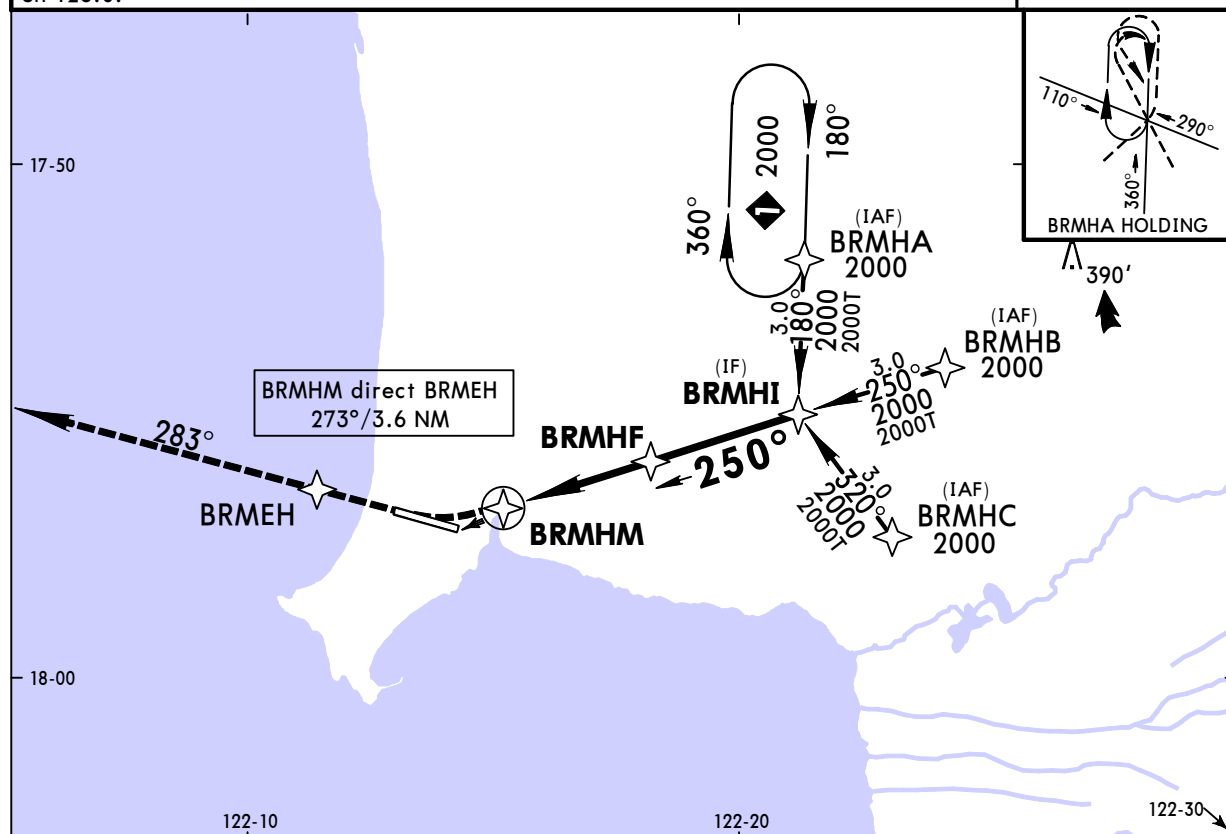 110°
290°
360°
BRMHA HOLDING
17-50
2000
180°
360°
1
(IAF)
BRMHA
2000
390'
3.0
180°
2000
2000T
(IAF)
BRMHB
2000
3.0
250°
2000
2000T
(IF)
BRMHI
BRMHM direct BRMEH
273°/3.6 NM
283°
BRMHF
250°
3.0
320°
2000
2000T
(IAF)
BRMHC
2000
BRMEH
BRMHM
18-00
122-10
122-20
122-30